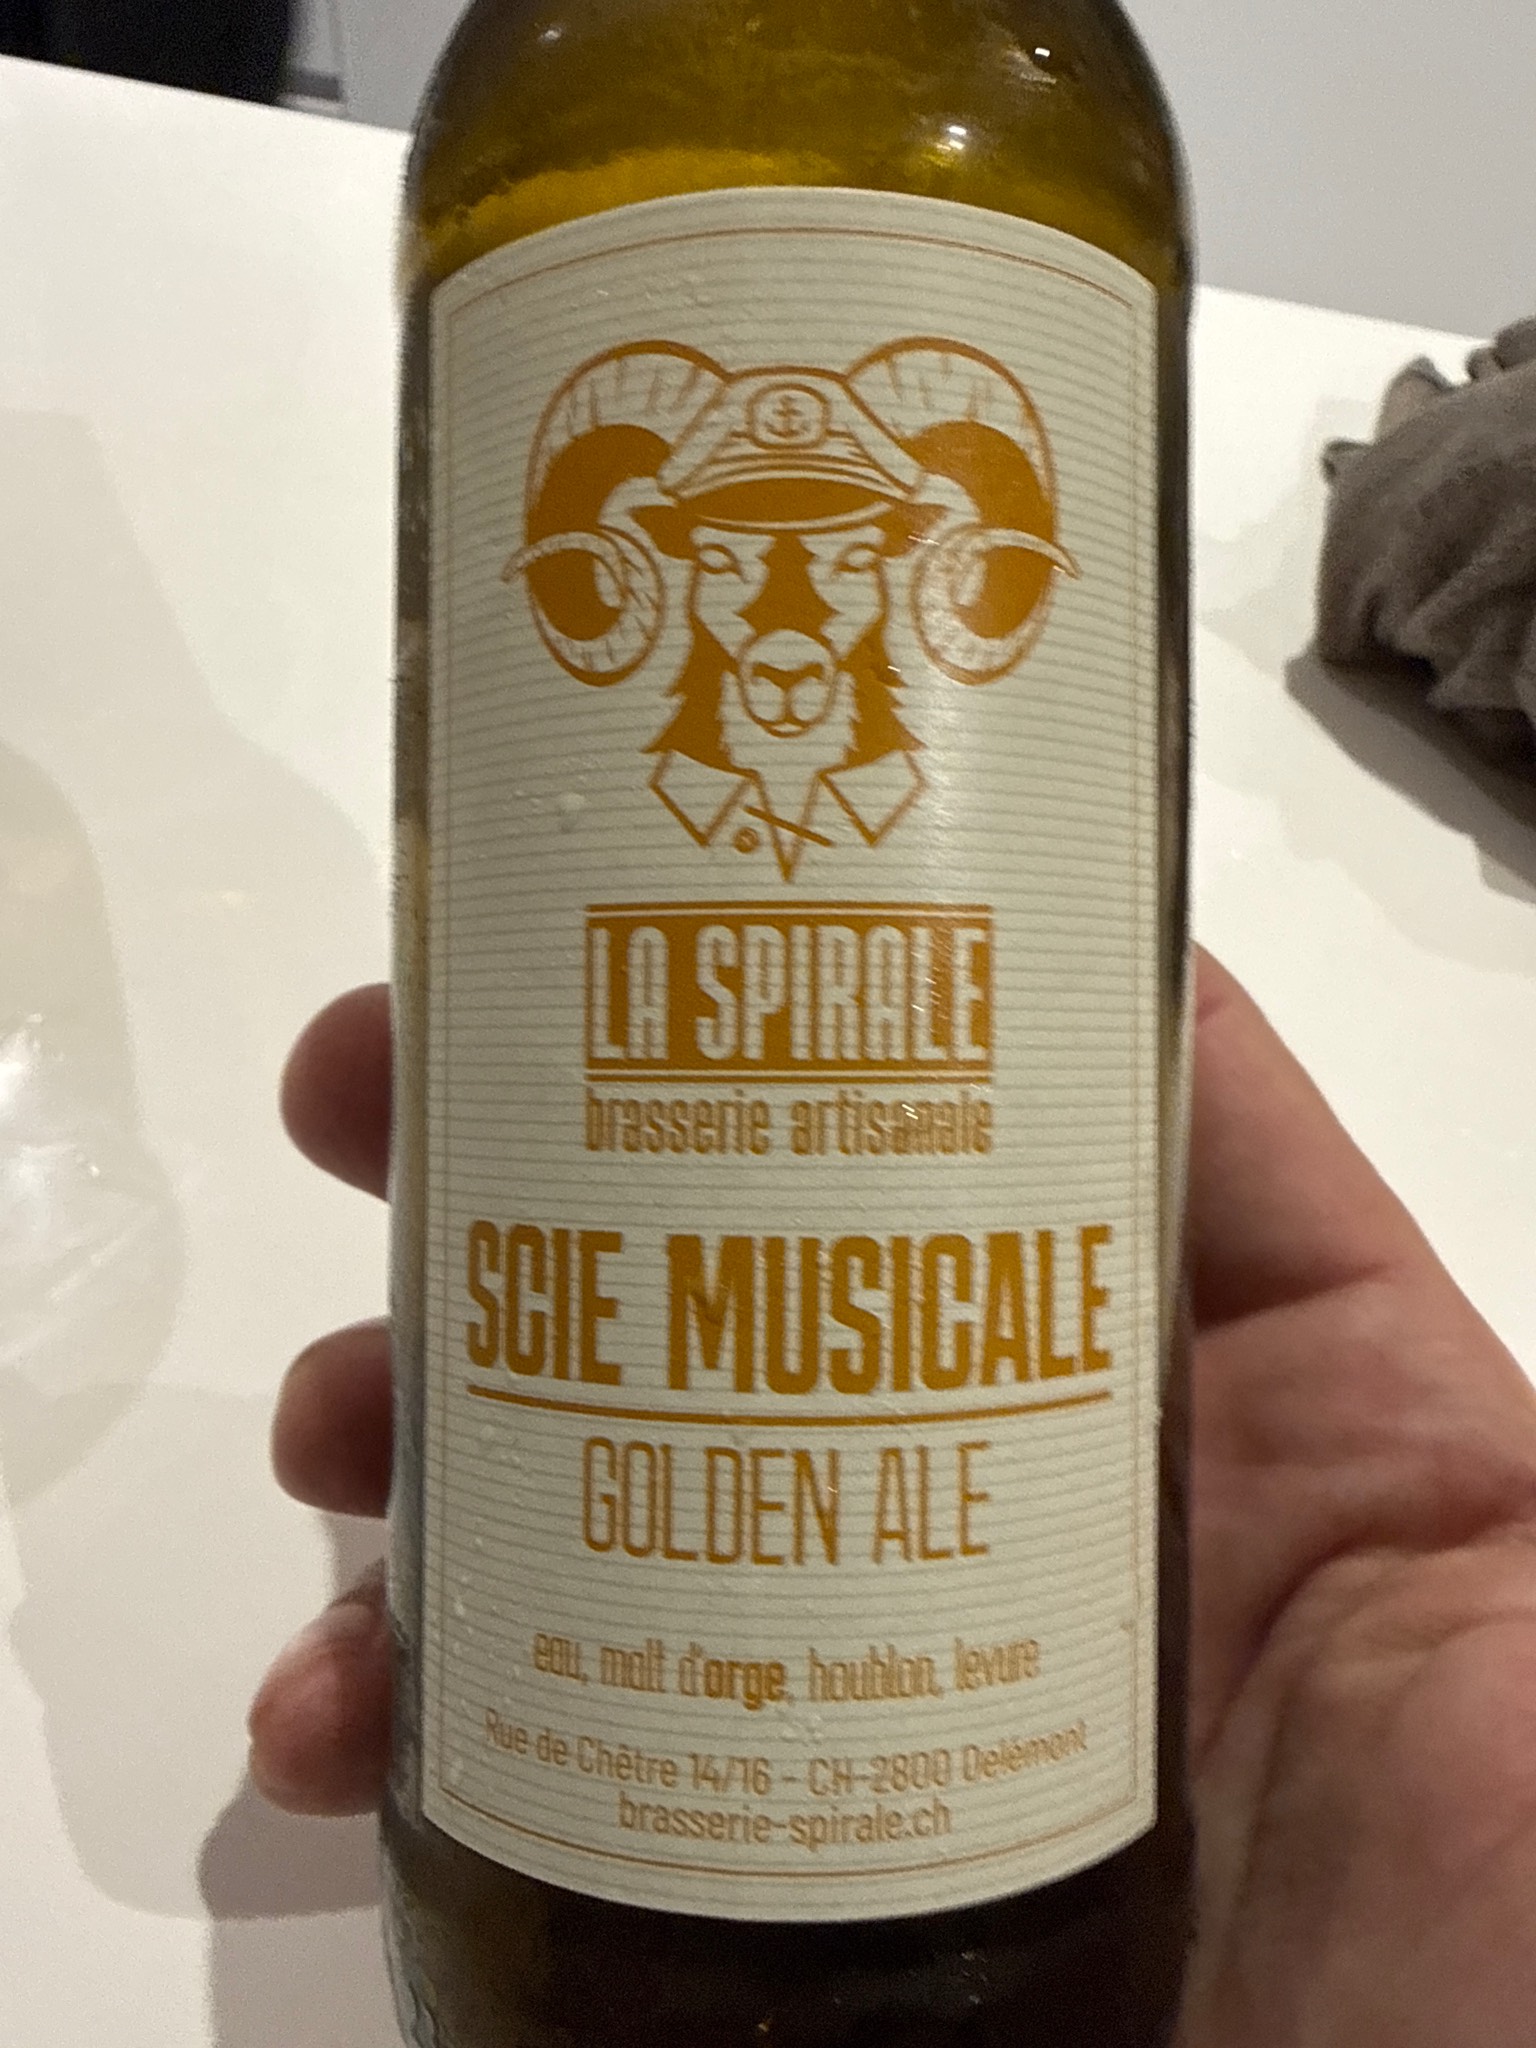 LA SPIRALE
brasserie artisanale
SCIE MUSICALE
GOLDEN ALE
eau, malt d'orge, houblon, levure
Rue de Chêtre 14/16 - CH-2800 Delémont
brasserie-spirale.ch